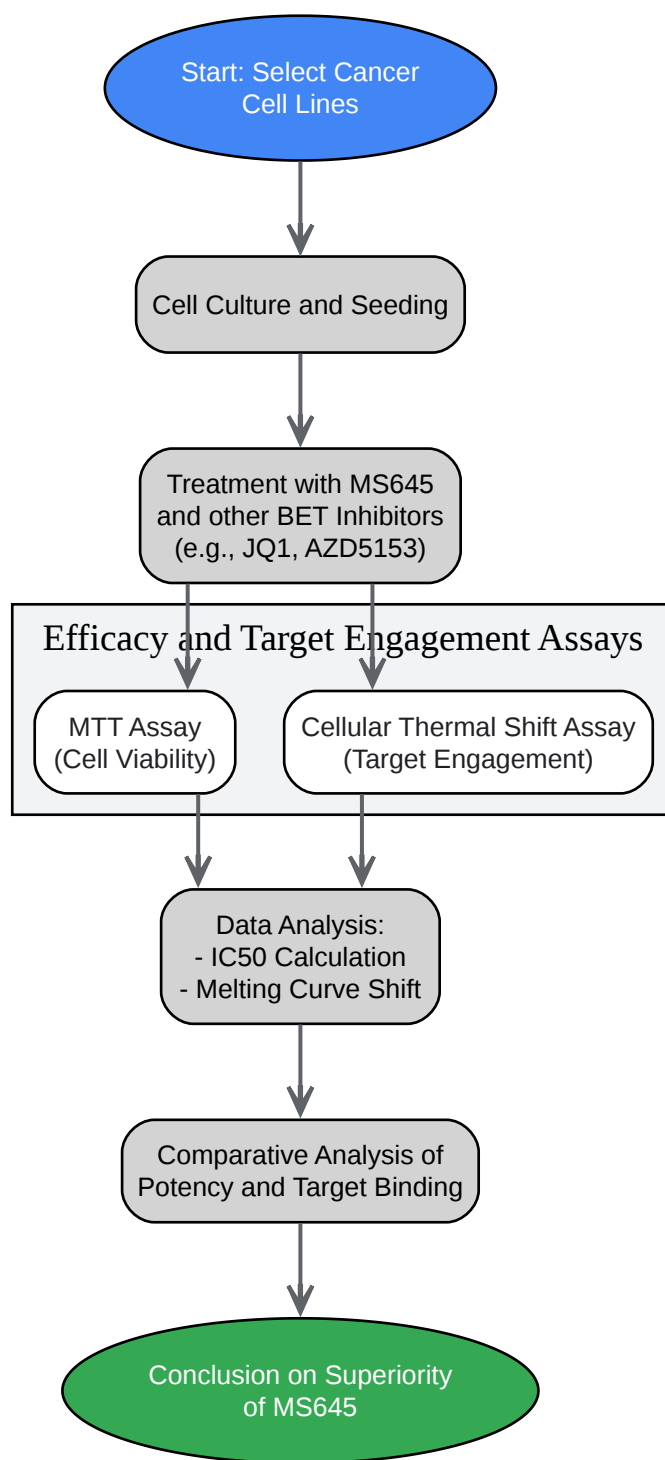 Start: Select Cancer
Cell Lines
Cell Culture and Seeding
Treatment with MS645
and other BET Inhibitors
(e.g., JQ1, AZD5153)
Efficacy and Target Engagement Assays
MTT Assay
(Cell Viability)
Cellular Thermal Shift Assay
(Target Engagement)
Data Analysis:
- IC50 Calculation
- Melting Curve Shift
Comparative Analysis of
Potency and Target Binding
Conclusion on Superiority
of MS645